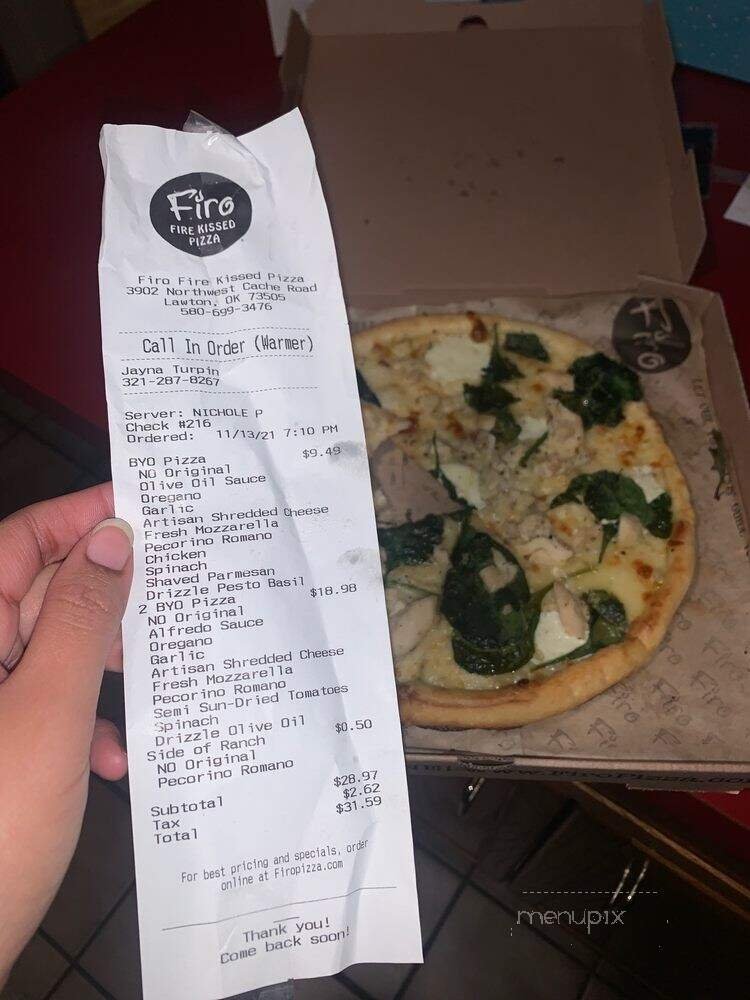 Firo
FIRE KISSED
PIZZA
Firo Fire Kissed Pizza
3902 Northwest Cache Road
Lawton, OK 73505
580-699-3476
Call In Order (Warmer)
Jayna Turpin
321-287-8267
Server: NICHOLE P
Check #216
Ordered: 11/13/21 7:10 PM
BYO Pizza $9.49
NO Original
Olive Oil Sauce
Oregano
Garlic
Artisan Shredded Cheese
Fresh Mozzarella
Pecorino Romano
Chicken
Spinach
Shaved Parmesan
Drizzle Pesto Basil
2 BYO Pizza $18.98
NO Original
Alfredo Sauce
Oregano
Garlic
Artisan Shredded Cheese
Fresh Mozzarella
Pecorino Romano
Semi Sun-Dried Tomatoes
Spinach
Drizzle Olive Oil
Side of Ranch $0.50
NO Original
Pecorino Romano
Subtotal $28.97
Tax $2.62
Total $31.59
For best pricing and specials, order
online at Firopizza.com
Thank you!
Come back soon!
Firo
menupix